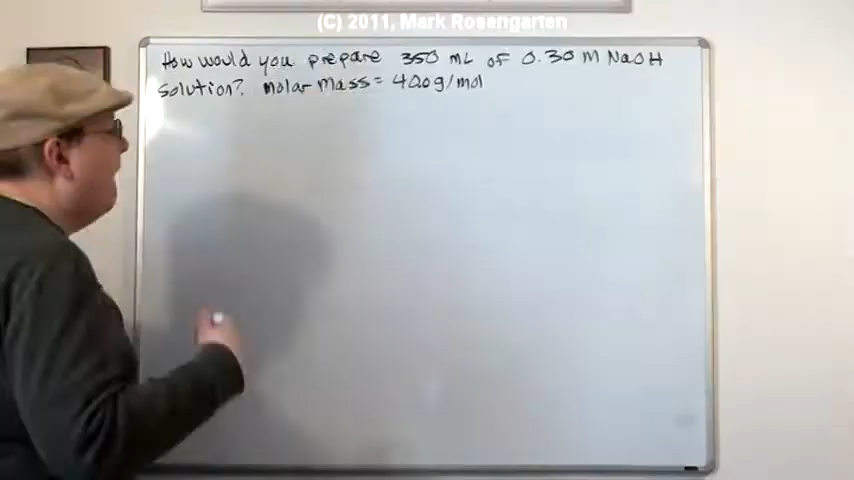 (C) 2011, Mark Rosengarten
How would you prepare 350 mL of 0.30 M NaOH
solution? Molar Mass = 40.0 g/mol